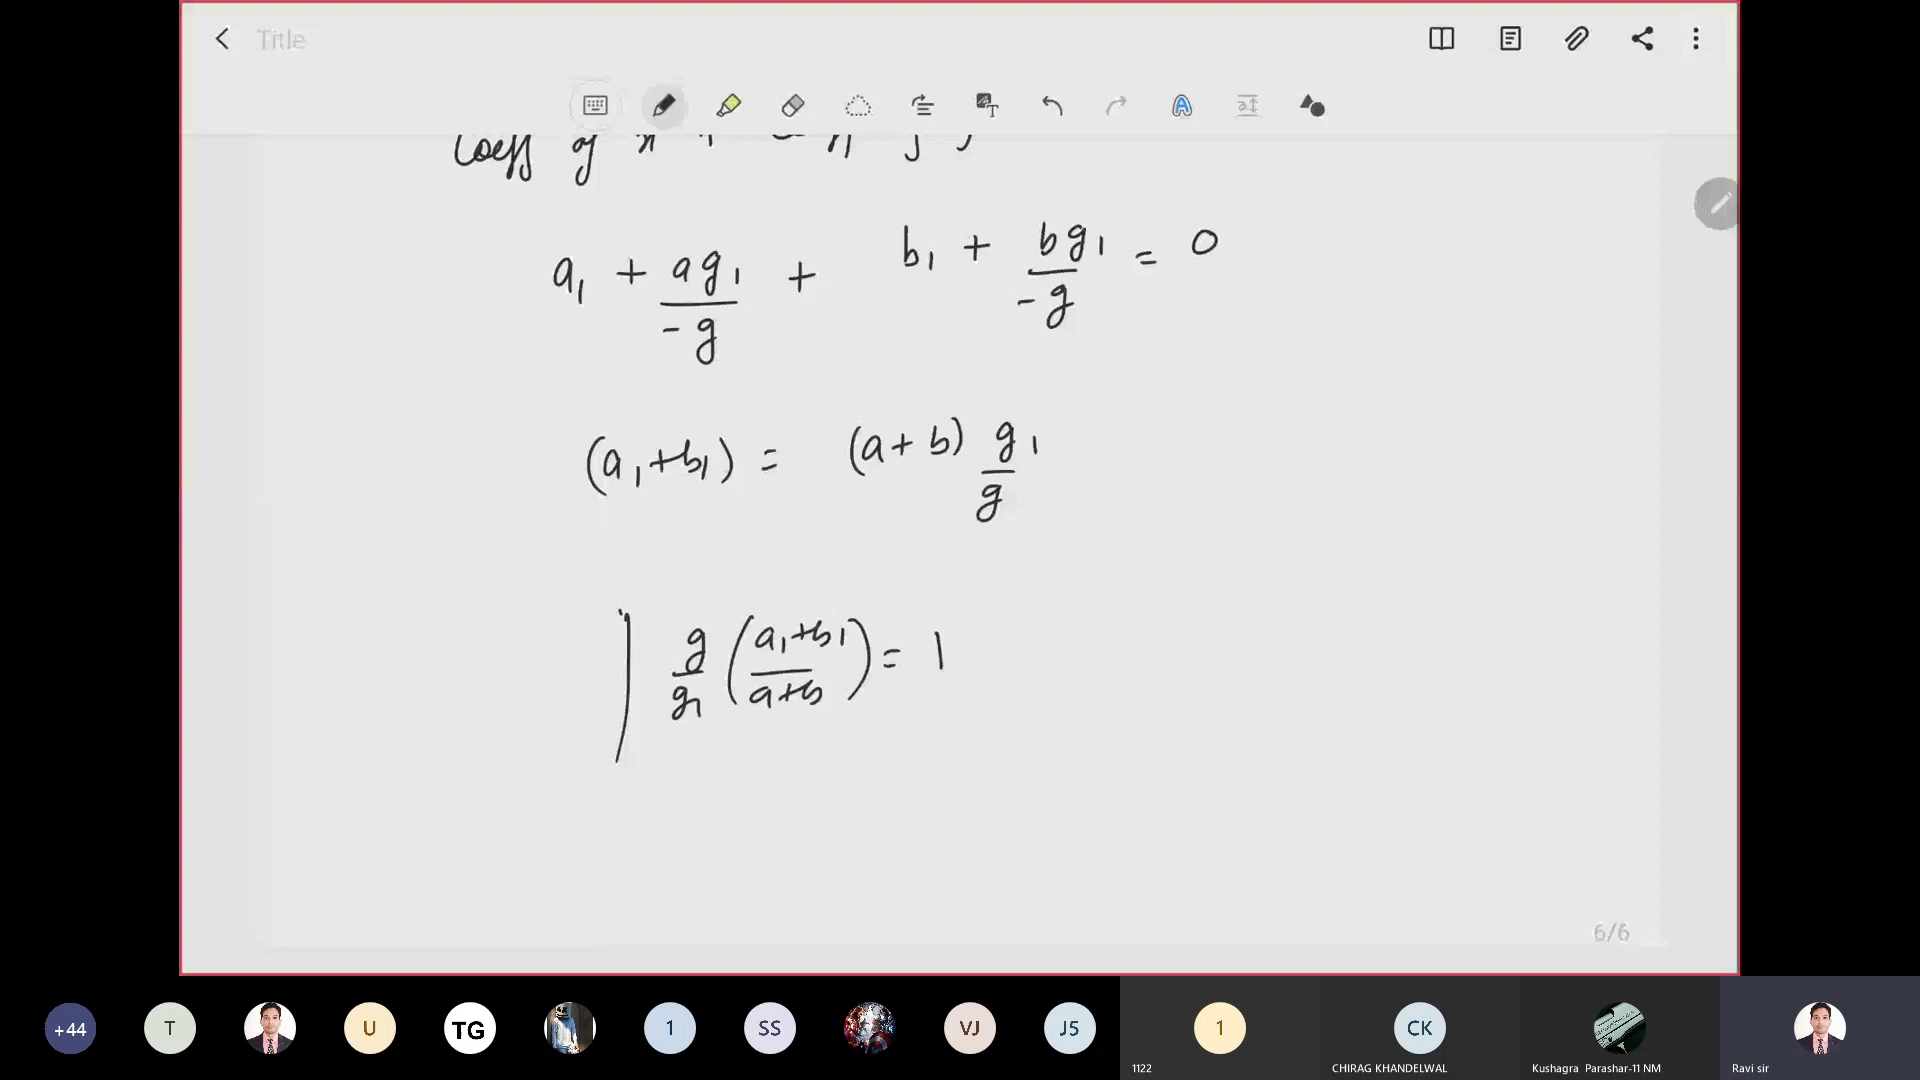 Title
Coeff of
a₁ + ag₁/-g + b₁ + bg₁/-g = 0
(a₁+b₁) = (a+b) g₁/g
g/g₁ (a₁+b₁/a+b) = 1
6/6
+44 T U TG 1 SS VJ J5 1 CK
1122 CHIRAG KHANDELWAL Kushagra Parashar-11 NM Ravi sir